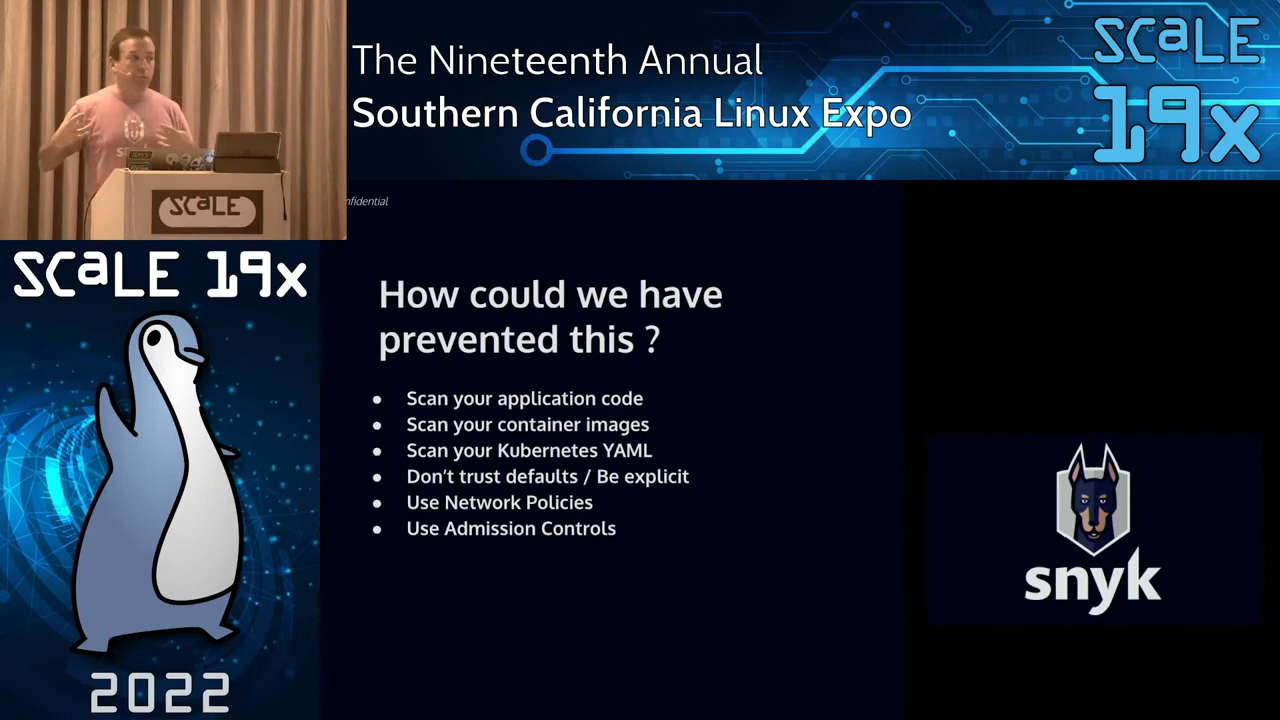 The Nineteenth Annual
Southern California Linux Expo
SCaLE
19x
SCaLE
SCaLE 19x
2022
nfidential
How could we have
prevented this ?
● Scan your application code
● Scan your container images
● Scan your Kubernetes YAML
● Don't trust defaults / Be explicit
● Use Network Policies
● Use Admission Controls
snyk